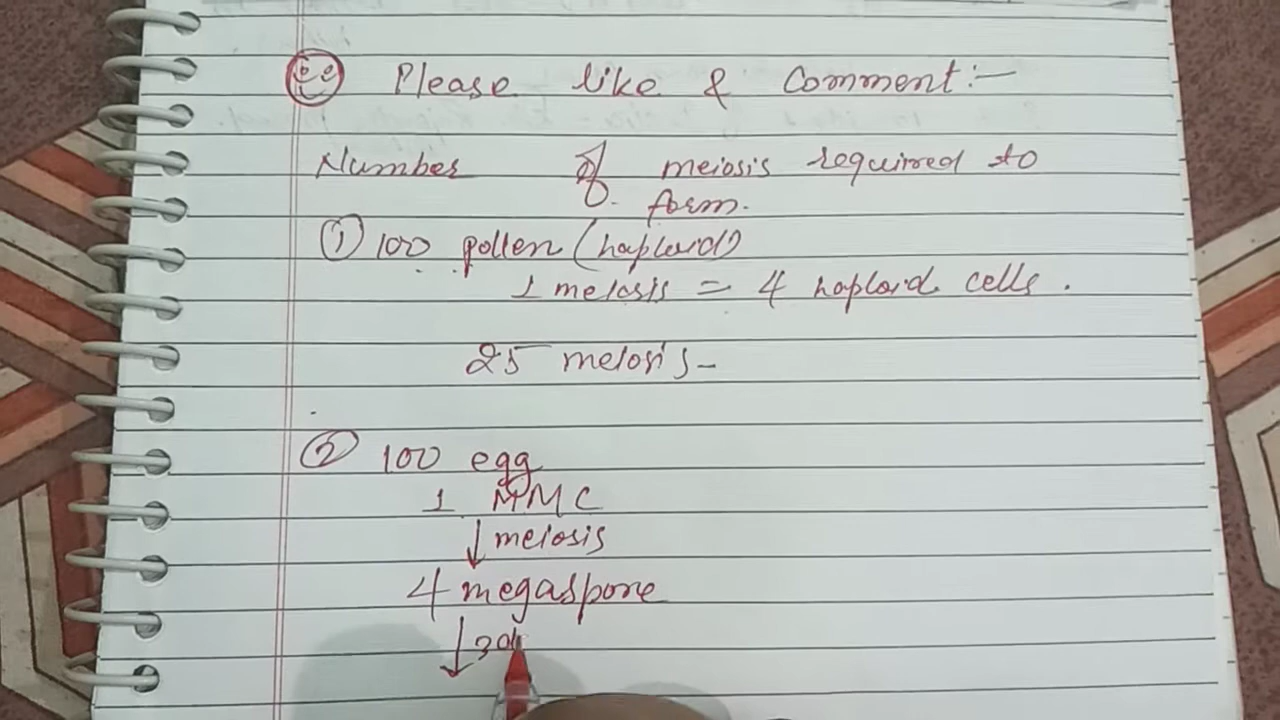 Please like & Comment:-
Number of meiosis required to
form.
① 100 pollen (haploid)
1 meiosis = 4 haploid cells.
25 meiosis-
② 100 egg
1 MMC
↓ meiosis
4 megaspore
↓ 3d